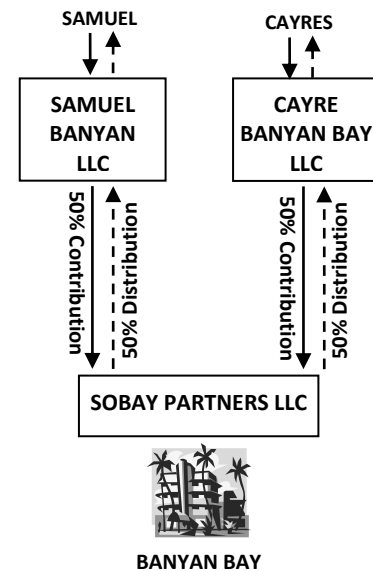 SAMUEL
CAYRES
SAMUEL
BANYAN
LLC
CAYRE
BANYAN BAY
LLC
50% Contribution
50% Distribution
50% Contribution
50% Distribution
SOBAY PARTNERS LLC
BANYAN BAY